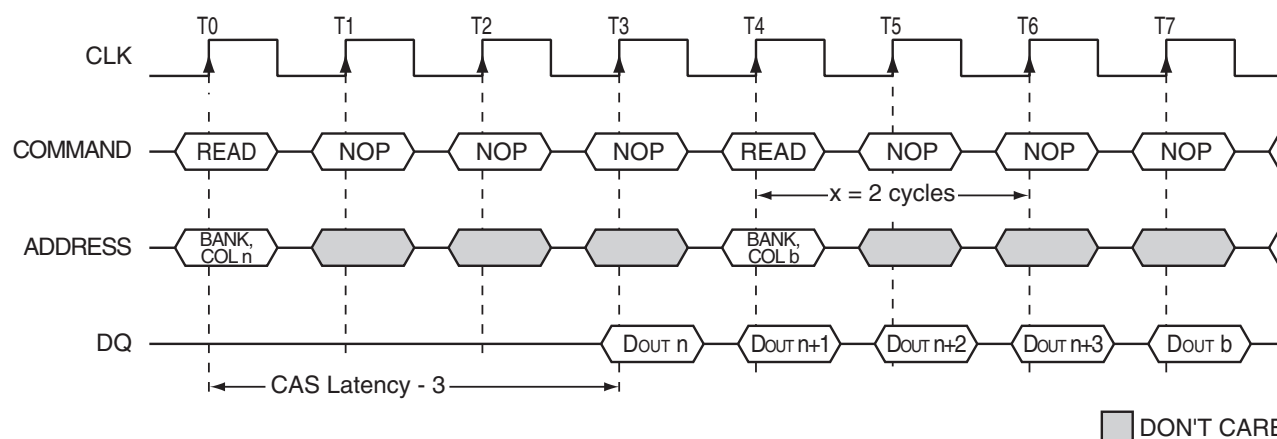 T0 T1 T2 T3 T4 T5 T6 T7
CLK
COMMAND READ NOP NOP NOP READ NOP NOP NOP
x = 2 cycles
ADDRESS BANK, COL n BANK, COL b
DQ DOUT n DOUT n+1 DOUT n+2 DOUT n+3 DOUT b
CAS Latency - 3
DON'T CARE